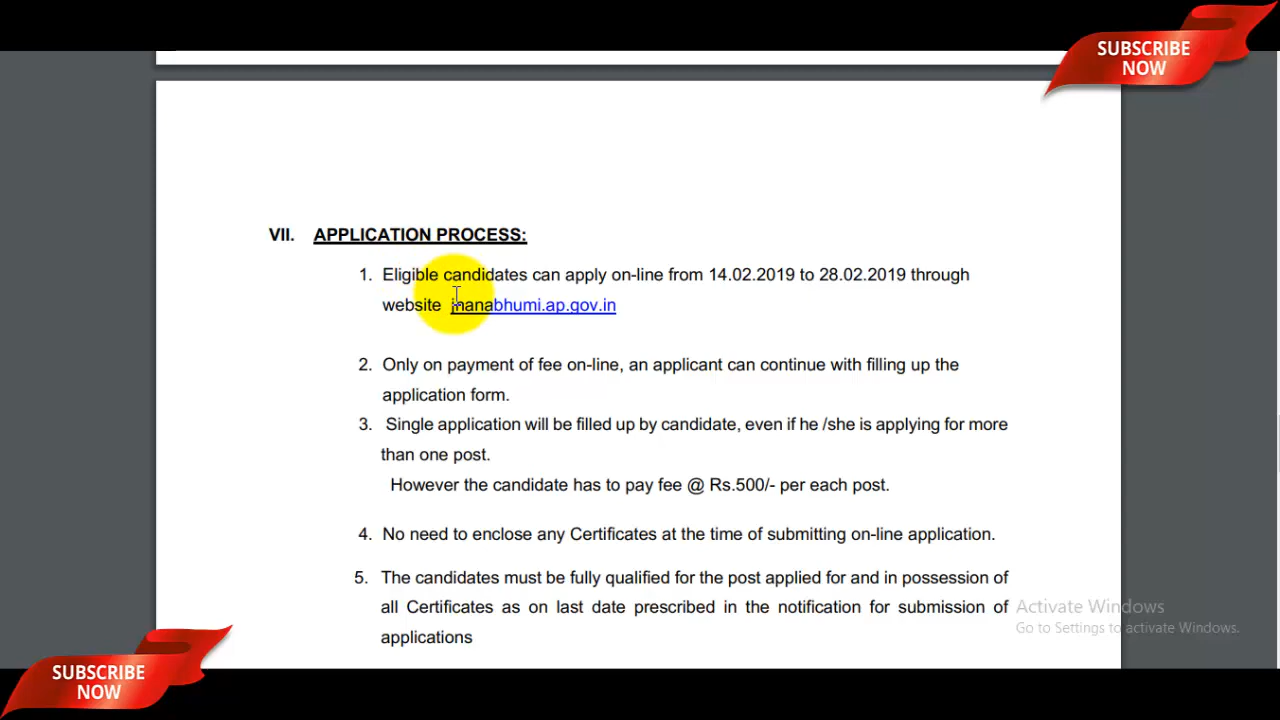 SUBSCRIBE
NOW
VII. APPLICATION PROCESS:
1. Eligible candidates can apply on-line from 14.02.2019 to 28.02.2019 through
website jnanabhumi.ap.gov.in
2. Only on payment of fee on-line, an applicant can continue with filling up the
application form.
3. Single application will be filled up by candidate, even if he /she is applying for more
than one post.
However the candidate has to pay fee @ Rs.500/- per each post.
4. No need to enclose any Certificates at the time of submitting on-line application.
5. The candidates must be fully qualified for the post applied for and in possession of
all Certificates as on last date prescribed in the notification for submission of
applications
Activate Windows
Go to Settings to activate Windows.
SUBSCRIBE
NOW